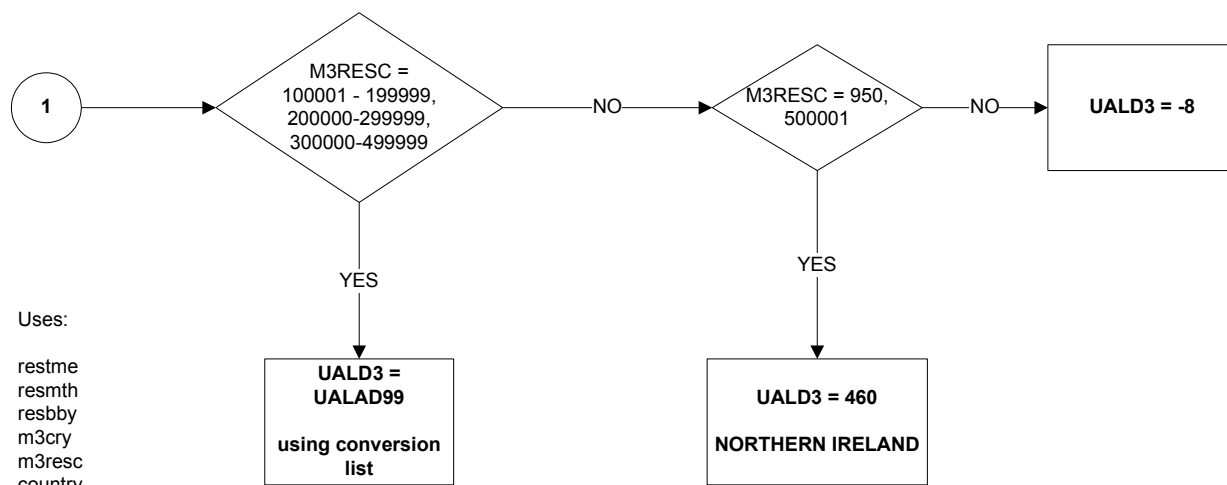 1
M3RESC =
100001 - 199999,
200000-299999,
300000-499999
NO
M3RESC = 950,
500001
NO
UALD3 = -8
YES
YES
Uses:
restme
resmth
resbby
m3cry
m3resc
country
UALD3 =
UALAD99
using conversion
list
UALD3 = 460
NORTHERN IRELAND